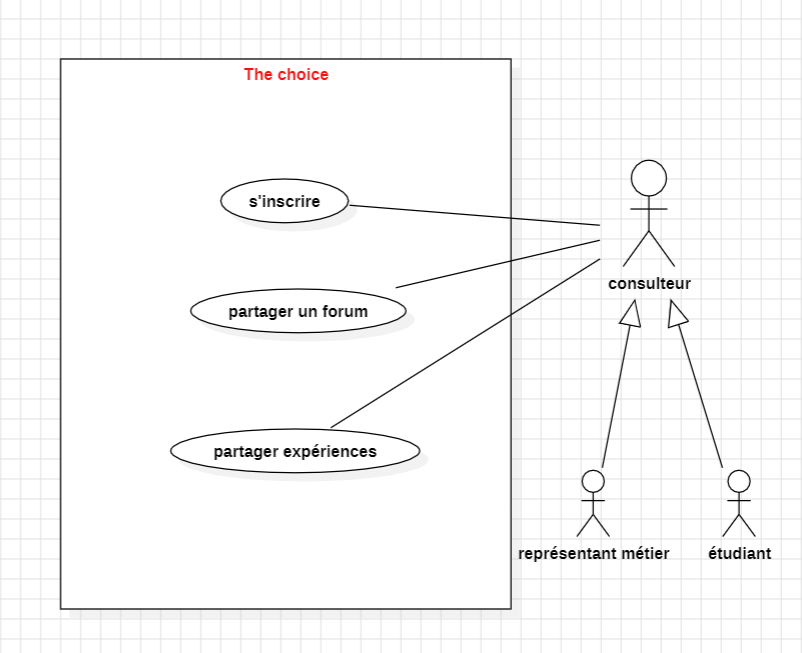 The choice
s'inscrire
partager un forum
partager expériences
consulteur
représentant métier
étudiant